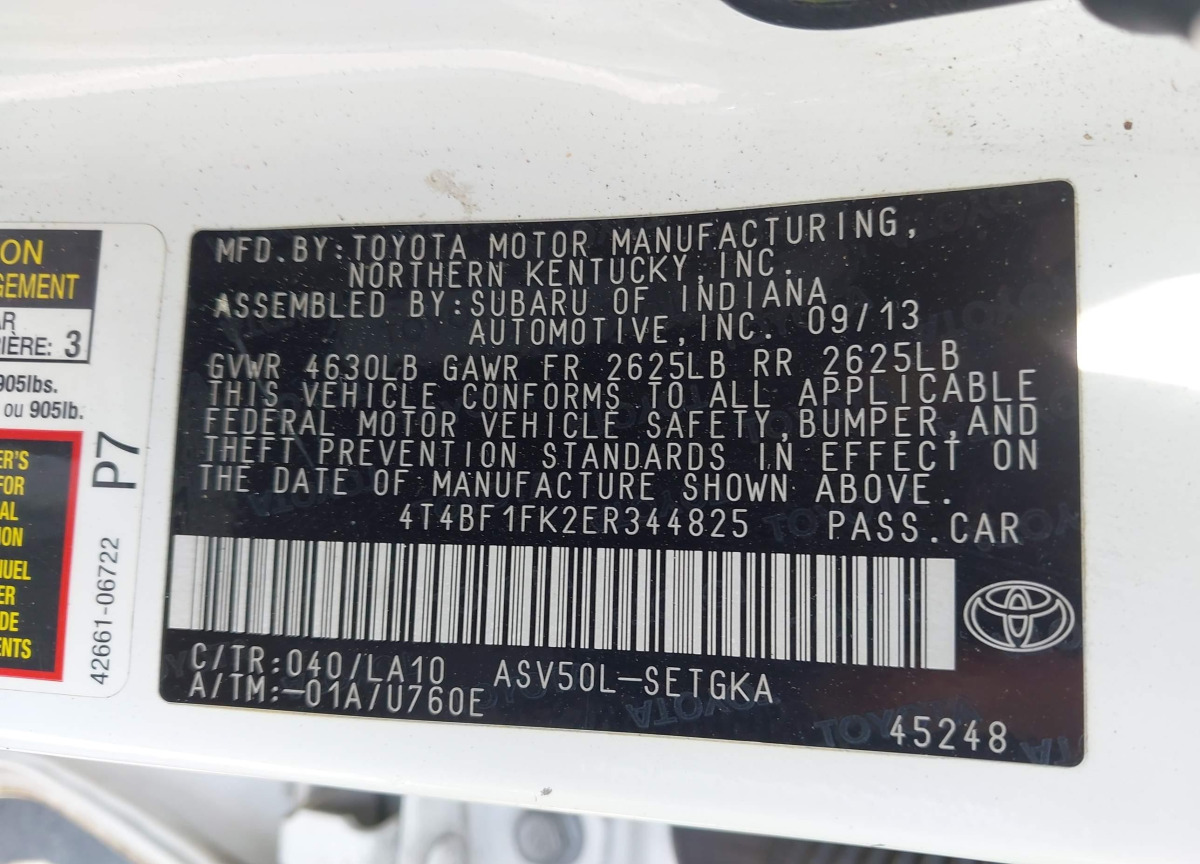 ON
GEMENT
AR
IÈRE: 3
905lbs.
ou 905lb.
ER'S
FOR
AL
ION
NUEL
ER
DE
ENTS
P7
42661-06722
MFD.BY:TOYOTA MOTOR MANUFACTURING,
NORTHERN KENTUCKY,INC.
ASSEMBLED BY:SUBARU OF INDIANA
AUTOMOTIVE,INC. 09/13
GVWR 4630LB GAWR FR 2625LB RR 2625LB
THIS VEHICLE CONFORMS TO ALL APPLICABLE
FEDERAL MOTOR VEHICLE SAFETY,BUMPER,AND
THEFT PREVENTION STANDARDS IN EFFECT ON
THE DATE OF MANUFACTURE SHOWN ABOVE.
4T4BF1FK2ER344825 PASS.CAR
C/TR:040/LA10 ASV50L-SETGKA
A/TM:-01A/U760E
45248